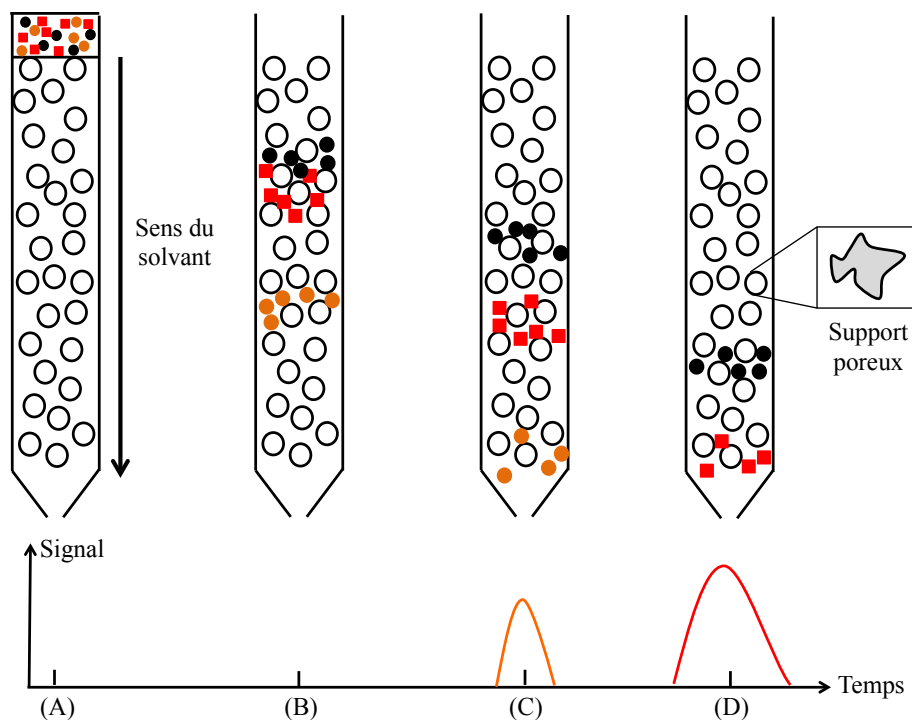 Sens du
solvant
Support
poreux
Signal
Temps
(A)
(B)
(C)
(D)